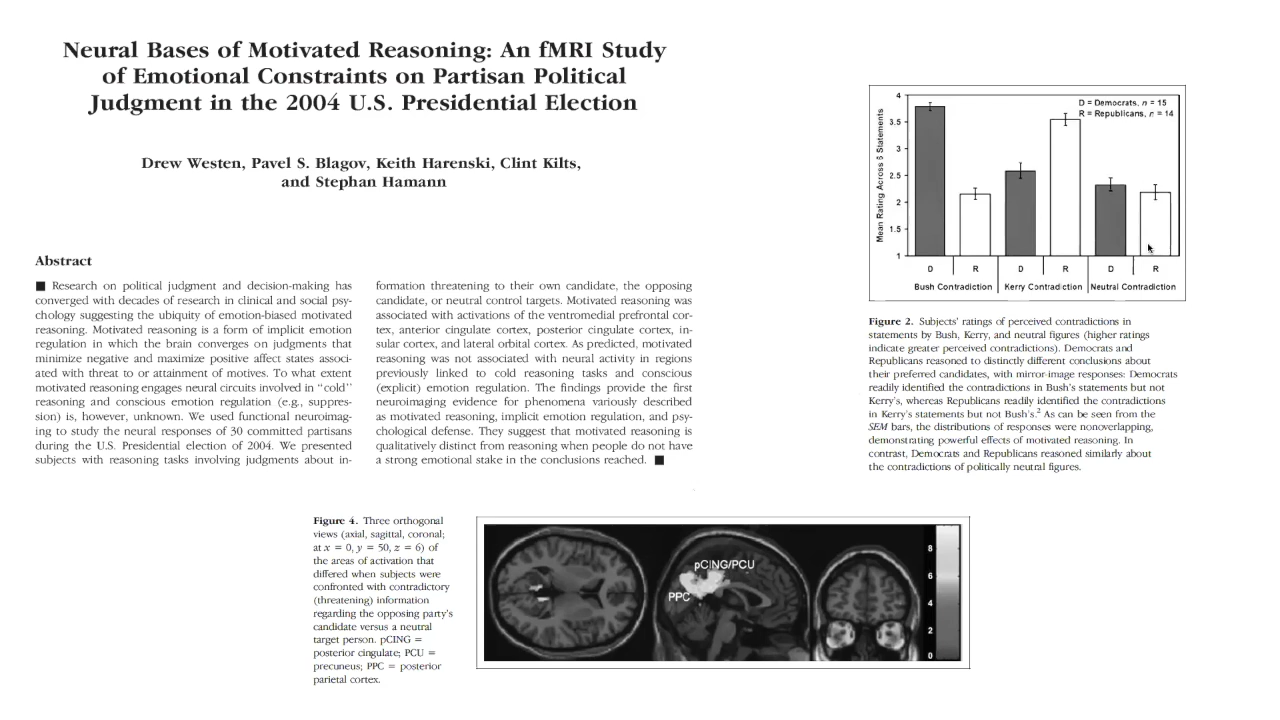 Neural Bases of Motivated Reasoning: An fMRI Study
of Emotional Constraints on Partisan Political
Judgment in the 2004 U.S. Presidential Election
Drew Westen, Pavel S. Blagov, Keith Harenski, Clint Kilts,
and Stephan Hamann
Abstract
■ Research on political judgment and decision-making has
converged with decades of research in clinical and social psy-
chology suggesting the ubiquity of emotion-biased motivated
reasoning. Motivated reasoning is a form of implicit emotion
regulation in which the brain converges on judgments that
minimize negative and maximize positive affect states associ-
ated with threat to or attainment of motives. To what extent
motivated reasoning engages neural circuits involved in "cold"
reasoning and conscious emotion regulation (e.g., suppres-
sion) is, however, unknown. We used functional neuroimag-
ing to study the neural responses of 30 committed partisans
during the U.S. Presidential election of 2004. We presented
subjects with reasoning tasks involving judgments about in-
formation threatening to their own candidate, the opposing
candidate, or neutral control targets. Motivated reasoning was
associated with activations of the ventromedial prefrontal cor-
tex, anterior cingulate cortex, posterior cingulate cortex, in-
sular cortex, and lateral orbital cortex. As predicted, motivated
reasoning was not associated with neural activity in regions
previously linked to cold reasoning tasks and conscious
(explicit) emotion regulation. The findings provide the first
neuroimaging evidence for phenomena variously described
as motivated reasoning, implicit emotion regulation, and psy-
chological defense. They suggest that motivated reasoning is
qualitatively distinct from reasoning when people do not have
a strong emotional stake in the conclusions reached. ■
Mean Rating Across 6 Statements
4
3.5
3
2.5
2
1.5
1
D = Democrats, n = 15
R = Republicans, n = 14
D R D R D R
Bush Contradiction Kerry Contradiction Neutral Contradiction
Figure 2. Subjects' ratings of perceived contradictions in
statements by Bush, Kerry, and neutral figures (higher ratings
indicate greater perceived contradictions). Democrats and
Republicans reasoned to distinctly different conclusions about
their preferred candidates, with mirror-image responses: Democrats
readily identified the contradictions in Bush's statements but not
Kerry's, whereas Republicans readily identified the contradictions
in Kerry's statements but not Bush's.2 As can be seen from the
SEM bars, the distributions of responses were nonoverlapping,
demonstrating powerful effects of motivated reasoning. In
contrast, Democrats and Republicans reasoned similarly about
the contradictions of politically neutral figures.
Figure 4. Three orthogonal
views (axial, sagittal, coronal;
at x = 0, y = 50, z = 6) of
the areas of activation that
differed when subjects were
confronted with contradictory
(threatening) information
regarding the opposing party's
candidate versus a neutral
target person. pCING =
posterior cingulate; PCU =
precuneus; PPC = posterior
parietal cortex.
pCING/PCU
PPC
8
6
4
2
0